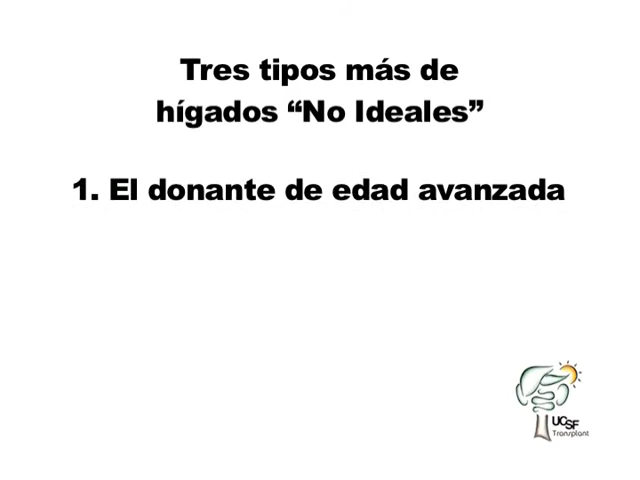 Tres tipos más de
hígados “No Ideales”
1. El donante de edad avanzada
UCSF
Transplant